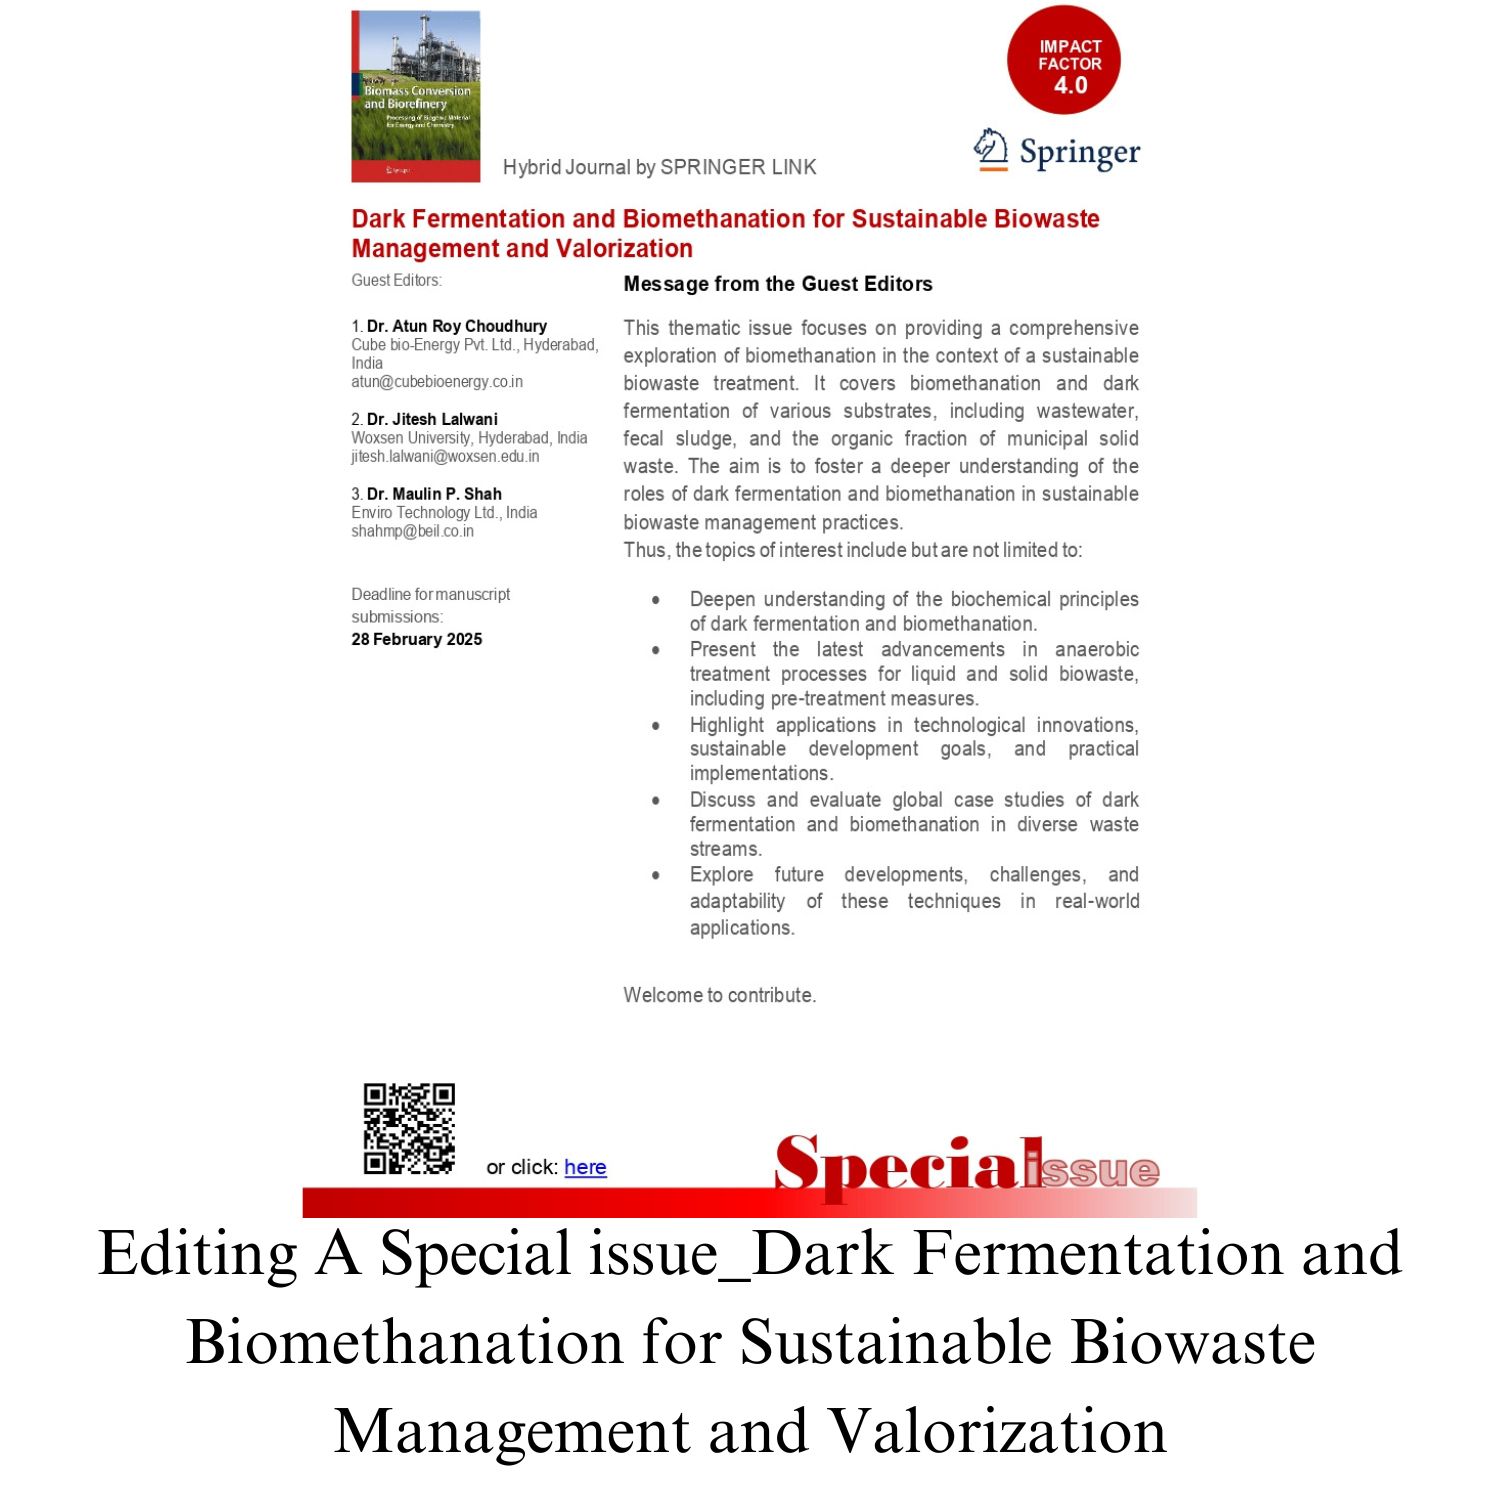 Biomass Conversion
and Biorefinery
Processing of Biogenic Material
for Energy and Chemistry
Springer
IMPACT
FACTOR
4.0
Springer
Hybrid Journal by SPRINGER LINK
Dark Fermentation and Biomethanation for Sustainable Biowaste
Management and Valorization
Guest Editors:
1. Dr. Atun Roy Choudhury
Cube bio-Energy Pvt. Ltd., Hyderabad,
India
atun@cubebioenergy.co.in
2. Dr. Jitesh Lalwani
Woxsen University, Hyderabad, India
jitesh.lalwani@woxsen.edu.in
3. Dr. Maulin P. Shah
Enviro Technology Ltd., India
shahmp@beil.co.in
Deadline for manuscript
submissions:
28 February 2025
Message from the Guest Editors
This thematic issue focuses on providing a comprehensive
exploration of biomethanation in the context of a sustainable
biowaste treatment. It covers biomethanation and dark
fermentation of various substrates, including wastewater,
fecal sludge, and the organic fraction of municipal solid
waste. The aim is to foster a deeper understanding of the
roles of dark fermentation and biomethanation in sustainable
biowaste management practices.
Thus, the topics of interest include but are not limited to:
• Deepen understanding of the biochemical principles
of dark fermentation and biomethanation.
• Present the latest advancements in anaerobic
treatment processes for liquid and solid biowaste,
including pre-treatment measures.
• Highlight applications in technological innovations,
sustainable development goals, and practical
implementations.
• Discuss and evaluate global case studies of dark
fermentation and biomethanation in diverse waste
streams.
• Explore future developments, challenges, and
adaptability of these techniques in real-world
applications.
Welcome to contribute.
or click: here
Special issue
Editing A Special issue_Dark Fermentation and
Biomethanation for Sustainable Biowaste
Management and Valorization